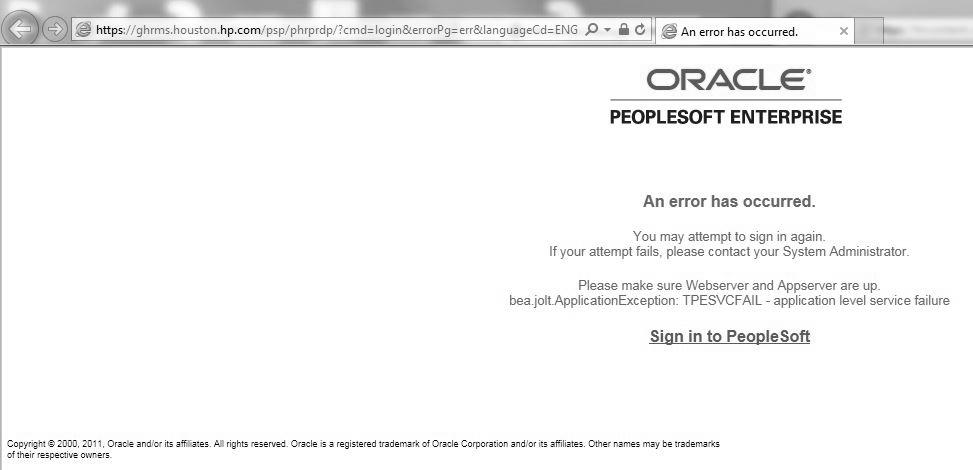 https://ghrms.houston.hp.com/psp/phrprdp/?cmd=login&errorPg=err&languageCd=ENG
An error has occurred.
ORACLE®
PEOPLESOFT ENTERPRISE
An error has occurred.
You may attempt to sign in again.
If your attempt fails, please contact your System Administrator.
Please make sure Webserver and Appserver are up.
bea.jolt.ApplicationException: TPESVCFAIL - application level service failure
Sign in to PeopleSoft
Copyright © 2000, 2011, Oracle and/or its affiliates. All rights reserved. Oracle is a registered trademark of Oracle Corporation and/or its affiliates. Other names may be trademarks
of their respective owners.